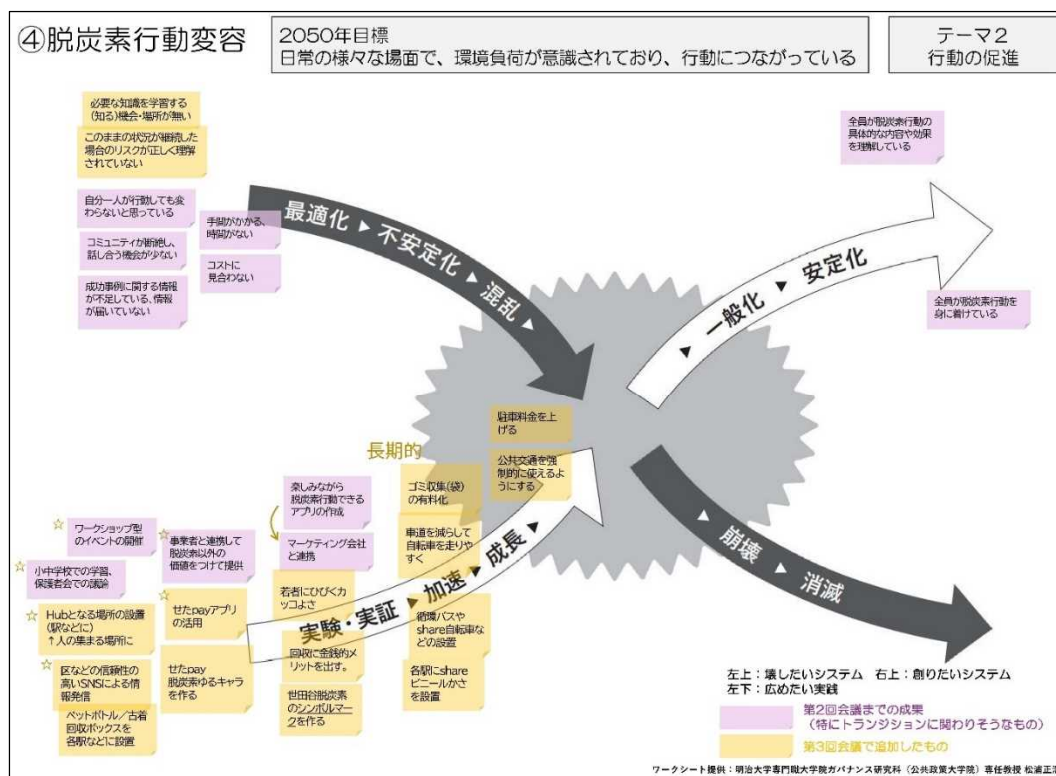 ④脱炭素行動変容
2050年目標
日常の様々な場面で、環境負荷が意識されており、行動につながっている
テーマ2
行動の促進
必要な知識を学習する
(知る)機会・場所が無い
このままの状況が継続した
場合のリスクが正しく理解
されていない
自分一人が行動しても変
わらないと思っている
手間がかかる、
時間がない
コミュニティが断絶し、
話し合う機会が少ない
コストに
見合わない
成功事例に関する情報
が不足している、情報
が届いていない
最適化 ▶ 不安定化 ▶ 混乱 ▶
全員が脱炭素行動の
具体的な内容や効果
を理解している
▶ 一般化 ▶ 安定化
全員が脱炭素行動を
身に着けている
駐車料金を上
げる
公共交通を強
制的に使えるよ
うにする
長期的
ゴミ収集(袋)
の有料化
車道を減らして
自転車を走りや
すく
楽しみながら
脱炭素行動できる
アプリの作成
マーケティング会社
と連携
☆ ワークショップ型
のイベントの開催
☆ 事業者と連携して
脱炭素以外の
価値をつけて提供
☆ 小中学校での学習、
保護者会での議論
若者にひびくカ
ッコよさ
☆ Hubとなる場所の設置
(駅などに)
↑人の集まる場所に
☆ せたpayアプリ
の活用
実験・実証 ▶ 加速 ▶ 成長 ▶
循環バスや
share自転車な
どの設置
回収に金銭的メ
リットを出す。
☆ 区などの信頼性の
高いSNSによる情
報発信
せたpay
脱炭素ゆるキャラ
を作る
各駅にshare
ビニールかさ
を設置
世田谷脱炭素
のシンボルマー
クを作る
ペットボトル/古着
回収ボックスを
各駅などに設置
▶ 崩壊 ▶ 消滅
左上:壊したいシステム 右上:創りたいシステム
左下:広めたい実践
第2回会議までの成果
(特にトランジションに関わりそうなもの)
第3回会議で追加したもの
ワークシート提供:明治大学専門職大学院ガバナンス研究科(公共政策大学院)専任教授 松浦正浩